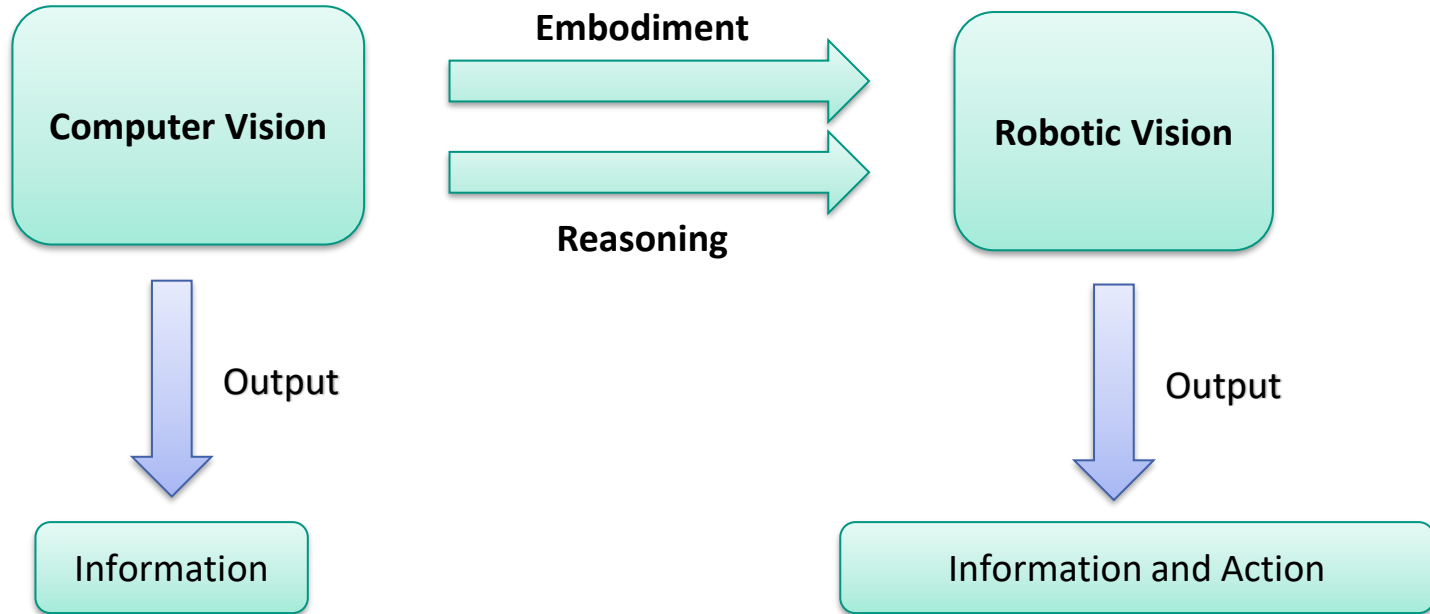 Embodiment
Computer Vision
Robotic Vision
Reasoning
Output
Output
Information
Information and Action